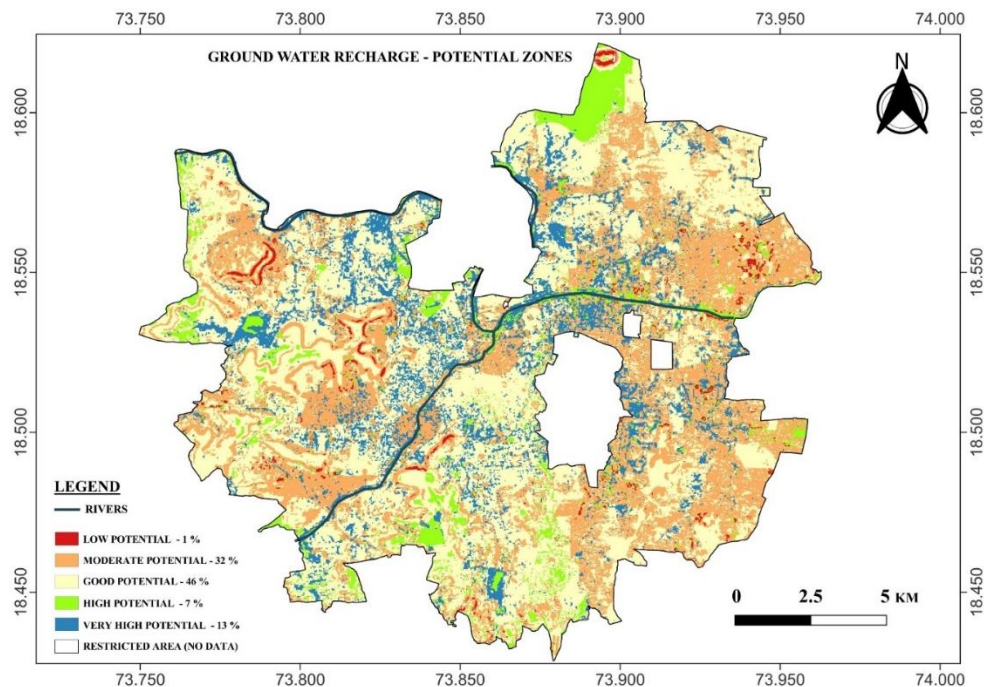 73.750 73.800 73.850 73.900 73.950 74.000
GROUND WATER RECHARGE - POTENTIAL ZONES
N
18.600 18.600
18.550 18.550
18.500 18.500
LEGEND
RIVERS
LOW POTENTIAL - 1 %
MODERATE POTENTIAL - 32 %
GOOD POTENTIAL - 46 %
HIGH POTENTIAL - 7 %
VERY HIGH POTENTIAL - 13 %
RESTRICTED AREA (NO DATA)
18.450 18.450
0 2.5 5 KM
73.750 73.800 73.850 73.900 73.950 74.000